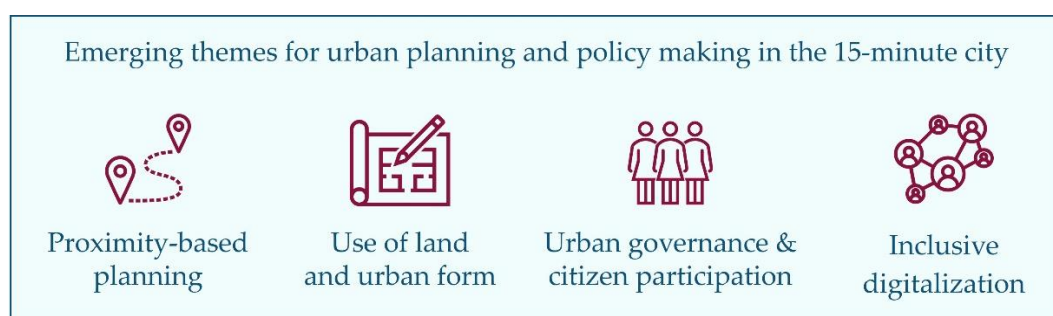 Emerging themes for urban planning and policy making in the 15-minute city
Proximity-based
planning
Use of land
and urban form
Urban governance &
citizen participation
Inclusive
digitalization